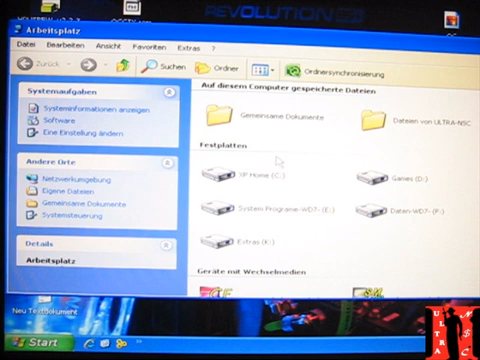 REVOLUTION
Arbeitsplatz
Datei Bearbeiten Ansicht Favoriten Extras ?
Zurück Suchen Ordner Ordnersynchronisierung
Systemaufgaben
Systeminformationen anzeigen
Software
Eine Einstellung ändern
Andere Orte
Netzwerkumgebung
Eigene Dateien
Gemeinsame Dokumente
Systemsteuerung
Details
Arbeitsplatz
Auf diesem Computer gespeicherte Dateien
Gemeinsame Dokumente
Dateien von ULTRA-NSC
Festplatten
XP Home (C:)
Games (D:)
System Programe-WD7- (E:)
Daten-WD7- (F:)
Extras (K:)
Geräte mit Wechselmedien
Neu Textdokument
Start
ULTRA
NSC